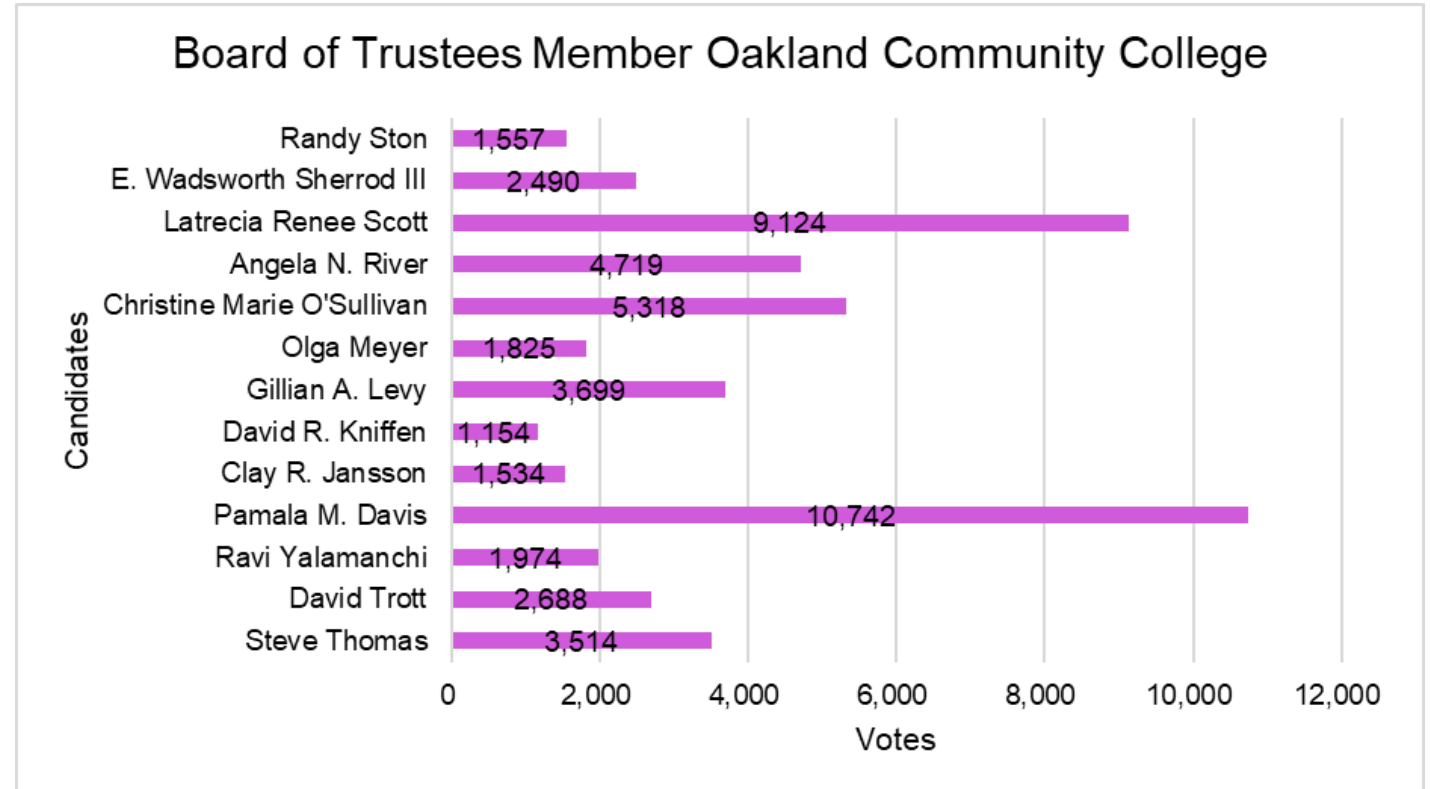 Board of Trustees Member Oakland Community College
Candidates
Randy Ston 1,557
E. Wadsworth Sherrod III 2,490
Latrecia Renee Scott 9,124
Angela N. River 4,719
Christine Marie O'Sullivan 5,318
Olga Meyer 1,825
Gillian A. Levy 3,699
David R. Kniffen 1,154
Clay R. Jansson 1,534
Pamala M. Davis 10,742
Ravi Yalamanchi 1,974
David Trott 2,688
Steve Thomas 3,514
0 2,000 4,000 6,000 8,000 10,000 12,000
Votes